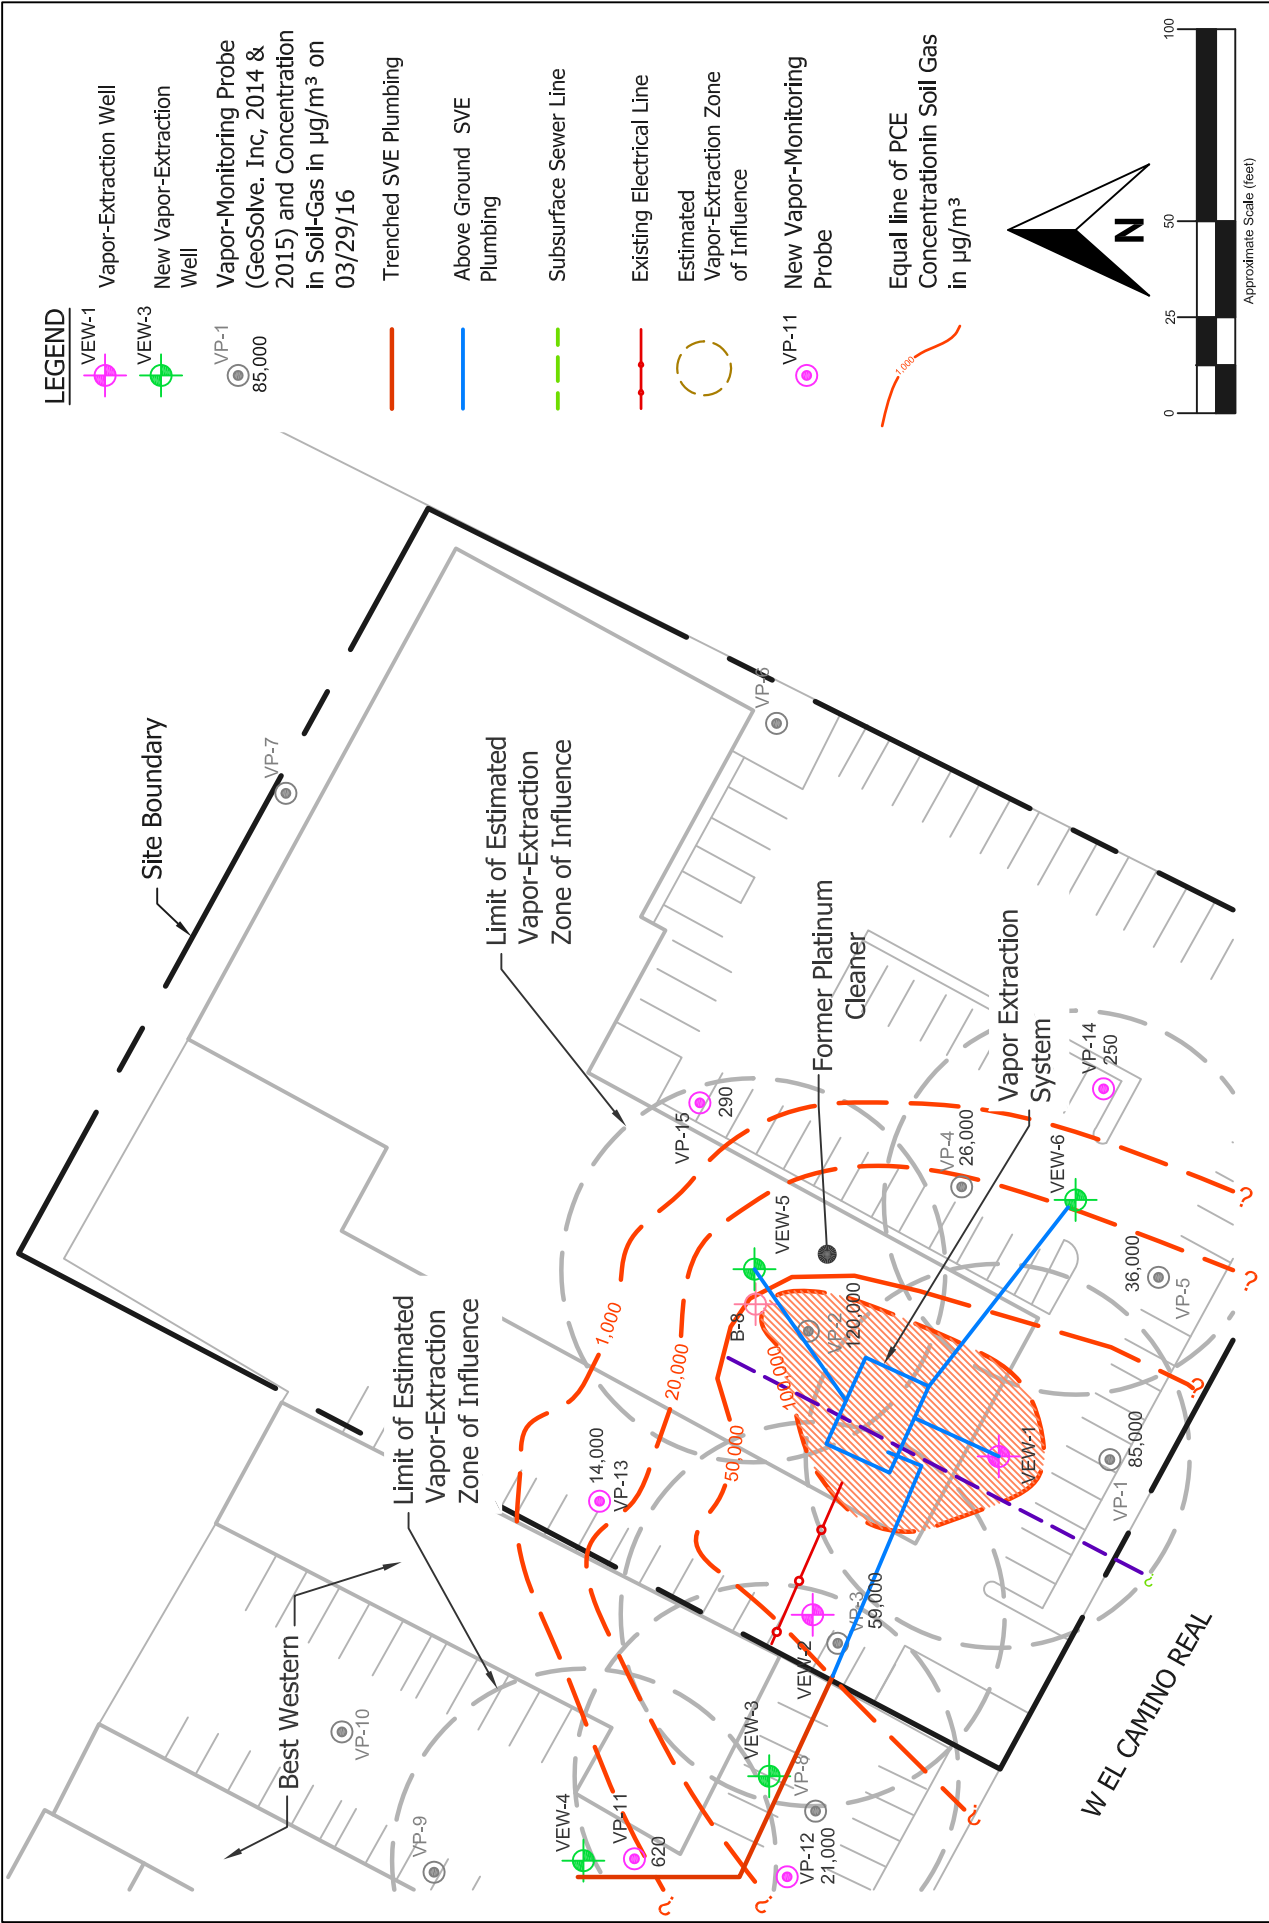 LEGEND
VEW-1
Vapor-Extraction Well
VEW-3
New Vapor-Extraction
Well
VP-1
85,000
Vapor-Monitoring Probe
(GeoSolve. Inc, 2014 &
2015) and Concentration
in Soil-Gas in µg/m³ on
03/29/16
Trenched SVE Plumbing
Above Ground SVE
Plumbing
Subsurface Sewer Line
Existing Electrical Line
Estimated
Vapor-Extraction Zone
of Influence
VP-11
New Vapor-Monitoring
Probe
1,000
Equal line of PCE
Concentrationin Soil Gas
in µg/m³
N
0
25
50
100
Approximate Scale (feet)
Site Boundary
VP-7
VP-6
Limit of Estimated
Vapor-Extraction
Zone of Influence
Former Platinum
Cleaner
Vapor Extraction
System
VP-14
250
VP-15
290
VP-4
26,000
VEW-6
VEW-5
36,000
VP-5
B-8
VP-2
120,000
100,000
1,000
20,000
50,000
Limit of Estimated
Vapor-Extraction
Zone of Influence
14,000
VP-13
VEW-1
VP-1
85,000
VEW-2
VP-3
59,000
Best Western
VP-10
VP-9
VEW-4
VP-11
620
VEW-3
VP-8
VP-12
21,000
W EL CAMINO REAL
?
?
?
?
?
?
?